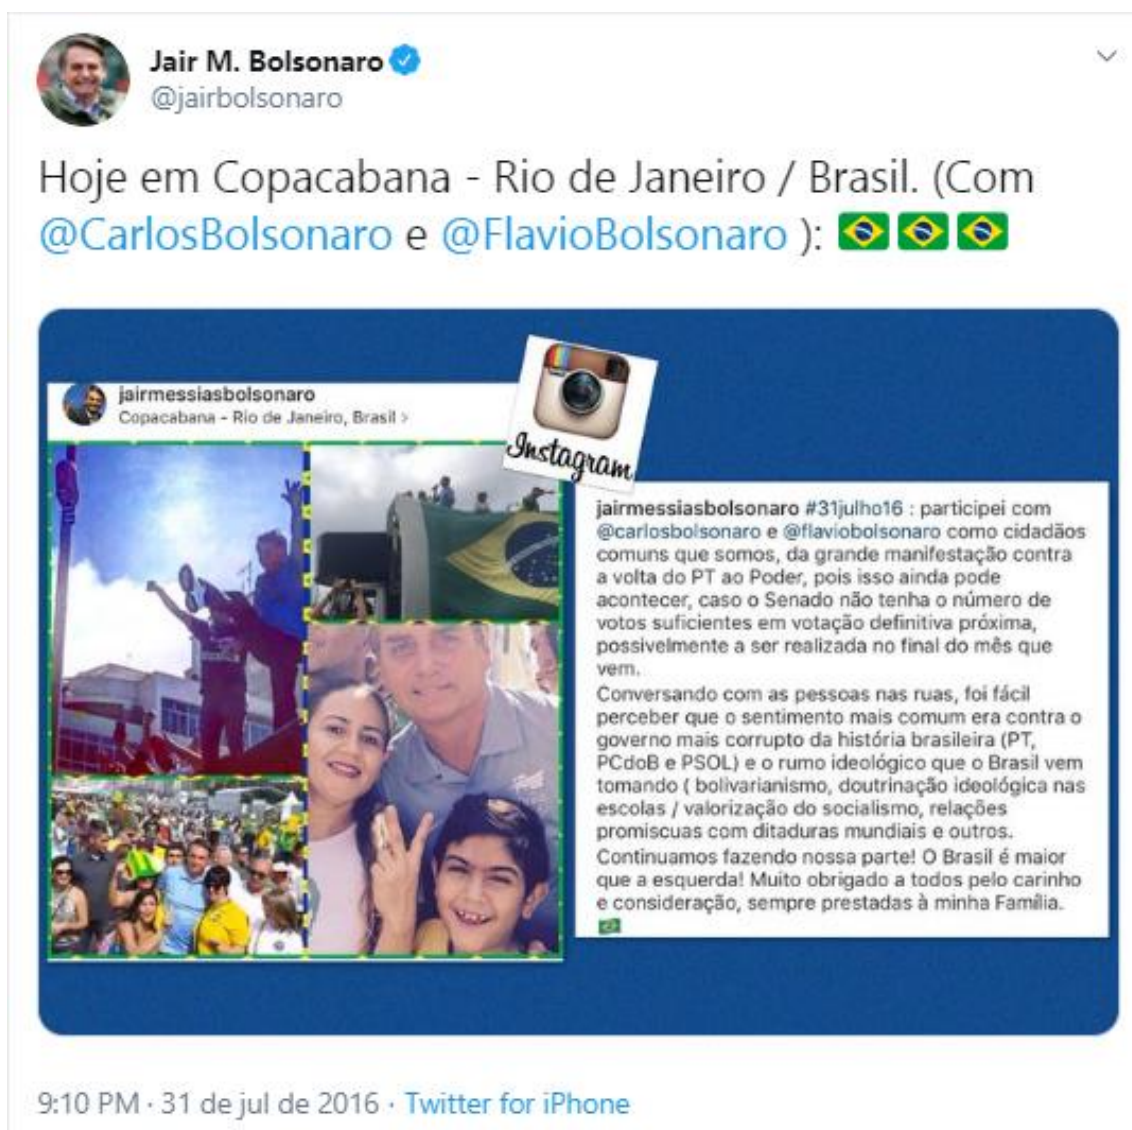 Jair M. Bolsonaro
@jairbolsonaro
Hoje em Copacabana - Rio de Janeiro / Brasil. (Com
@CarlosBolsonaro e @FlavioBolsonaro ):
jairmessiasbolsonaro
Copacabana - Rio de Janeiro, Brasil >
Instagram
jairmessiasbolsonaro #31julho16 : participei com
@carlosbolsonaro e @flaviobolsonaro como cidadãos
comuns que somos, da grande manifestação contra
a volta do PT ao Poder, pois isso ainda pode
acontecer, caso o Senado não tenha o número de
votos suficientes em votação definitiva próxima,
possivelmente a ser realizada no final do mês que
vem.
Conversando com as pessoas nas ruas, foi fácil
perceber que o sentimento mais comum era contra o
governo mais corrupto da história brasileira (PT,
PCdoB e PSOL) e o rumo ideológico que o Brasil vem
tomando ( bolivarianismo, doutrinação ideológica nas
escolas / valorização do socialismo, relações
promiscuas com ditaduras mundiais e outros.
Continuamos fazendo nossa parte! O Brasil é maior
que a esquerda! Muito obrigado a todos pelo carinho
e consideração, sempre prestadas à minha Família.
9:10 PM · 31 de jul de 2016 · Twitter for iPhone